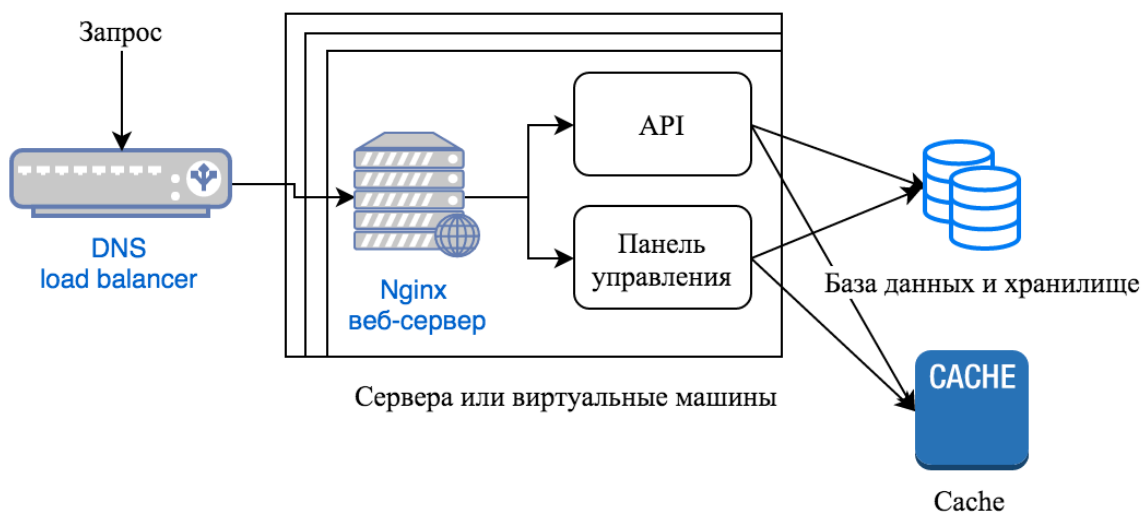 Запрос
DNS
load balancer
Nginx
веб-сервер
API
Панель
управления
Сервера или виртуальные машины
База данных и хранилище
CACHE
Cache